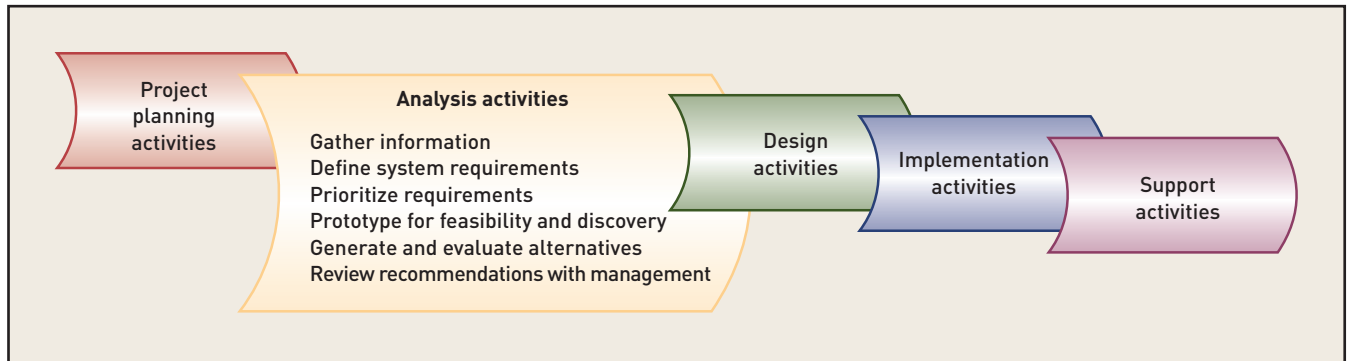 Project
planning
activities
Analysis activities
Gather information
Define system requirements
Prioritize requirements
Prototype for feasibility and discovery
Generate and evaluate alternatives
Review recommendations with management
Design
activities
Implementation
activities
Support
activities